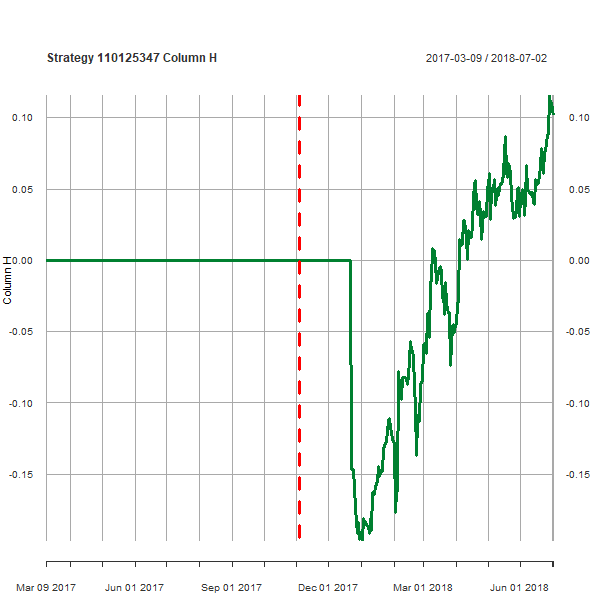 Strategy 110125347 Column H
2017-03-09 / 2018-07-02
0.10
0.05
0.00
-0.05
-0.10
-0.15
Column H
0.10
0.05
0.00
-0.05
-0.10
-0.15
Mar 09 2017
Jun 01 2017
Sep 01 2017
Dec 01 2017
Mar 01 2018
Jun 01 2018